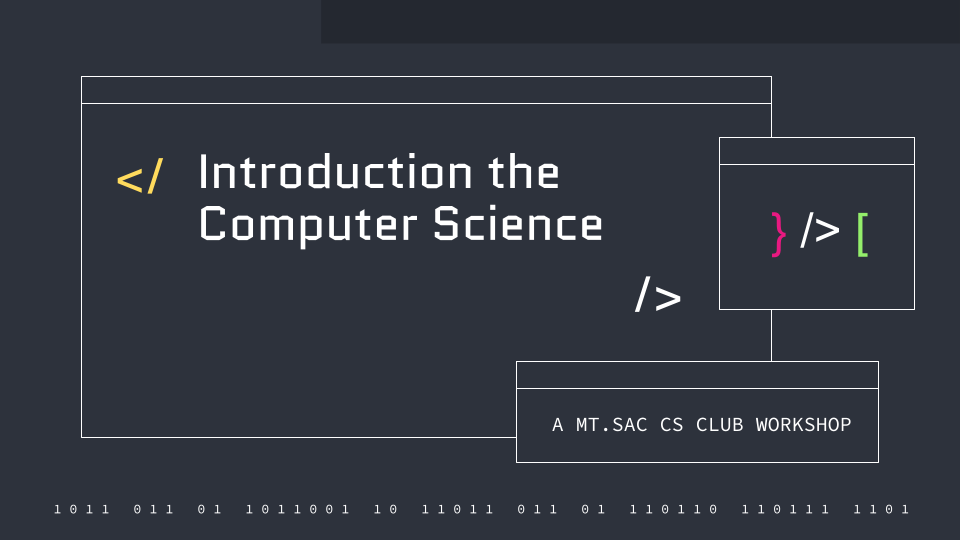 </ Introduction the
Computer Science
/>
} /> [
A MT.SAC CS CLUB WORKSHOP
1011 011 01 1011001 10 11011 011 01 110110 110111 1101